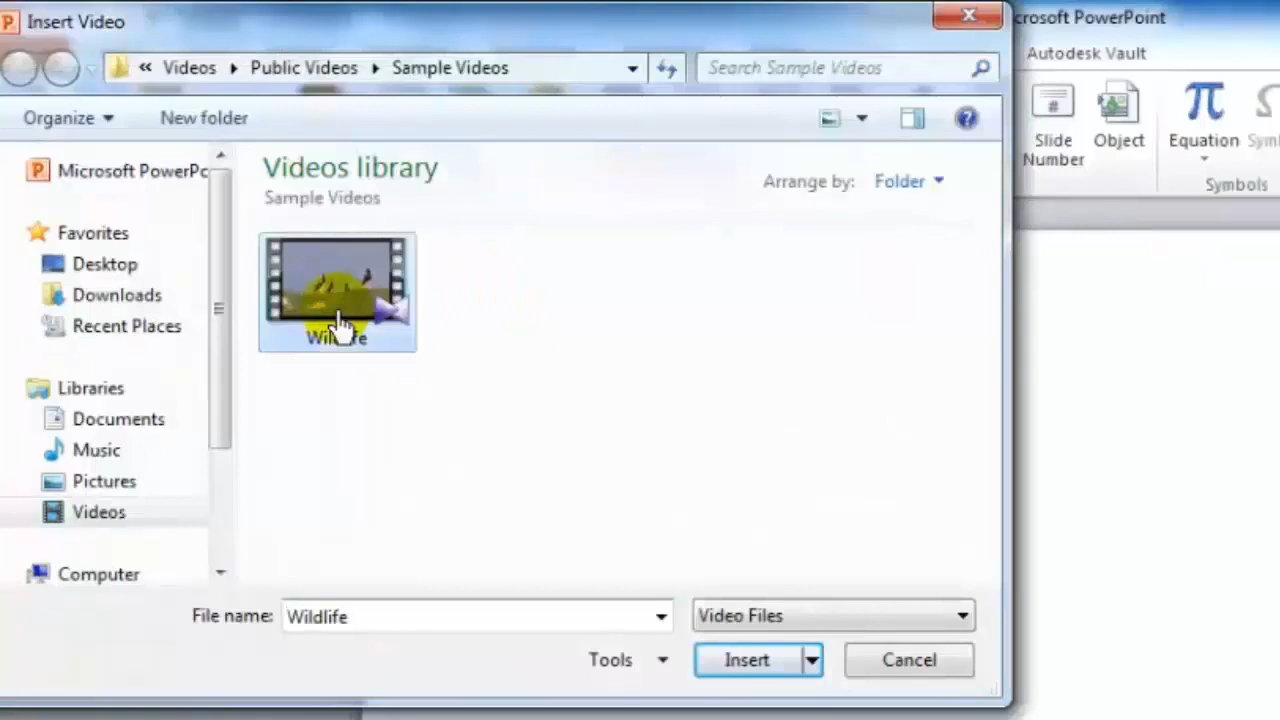 Insert Video
crosoft PowerPoint
« Videos Public Videos Sample Videos
Search Sample Videos
Autodesk Vault
Organize
New folder
Slide
Number
Object
Equation
Symbols
Microsoft PowerPo
Videos library
Sample Videos
Arrange by: Folder
Favorites
Desktop
Downloads
Recent Places
Wildlife
Libraries
Documents
Music
Pictures
Videos
Computer
File name: Wildlife
Video Files
Tools
Insert
Cancel